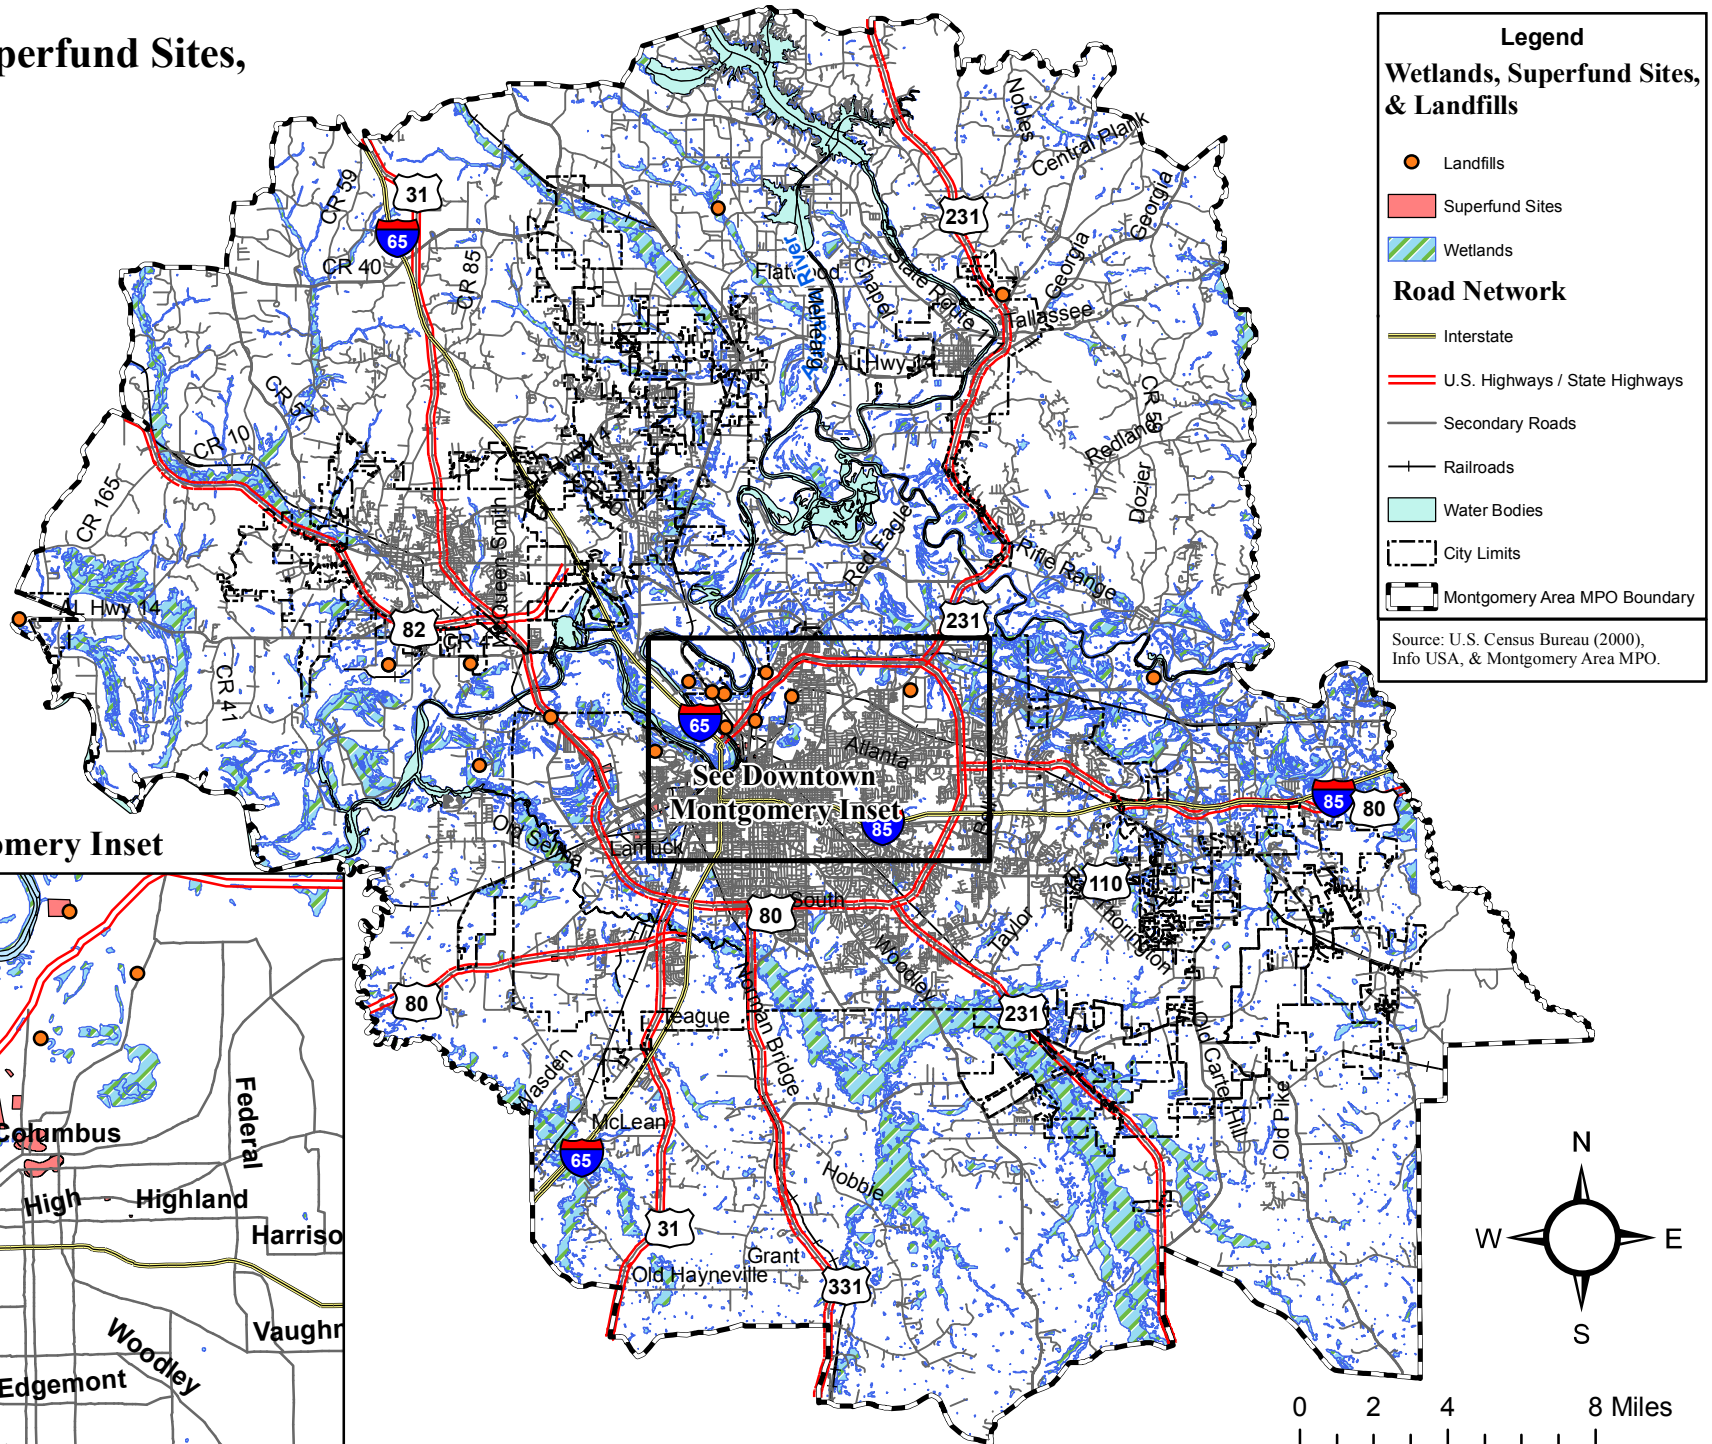 perfund Sites,
Legend
Wetlands, Superfund Sites,
& Landfills
Landfills
Superfund Sites
Wetlands
Road Network
Interstate
U.S. Highways / State Highways
Secondary Roads
Railroads
Water Bodies
City Limits
Montgomery Area MPO Boundary
Source: U.S. Census Bureau (2000),
Info USA, & Montgomery Area MPO.
Nobles
Central Plank
CR 59
31
65
231
Georgia
CR 40
CR 85
River
Chapel
State Route
Georgia
Tallassee
CR 57
CR 10
CR 59
Redland
CR 165
Dozier
Red Eagle
Rifle Range
AL Hwy 14
82
231
CR 41
65
Atlanta
See Downtown
Montgomery Inset
85
85
80
Old Selma
Lamuck
110
80
South
Taylor
Woodley
80
Teague
Norman Bridge
231
Old Carter Hill
Old Pike
Wasden
McLean
65
Hobbie
31
Grant
Old Hayneville
331
omery Inset
Federal
Columbus
High
Highland
Harriso
Vaughn
Woodley
Edgemont
N
W
E
S
0 2 4 8 Miles